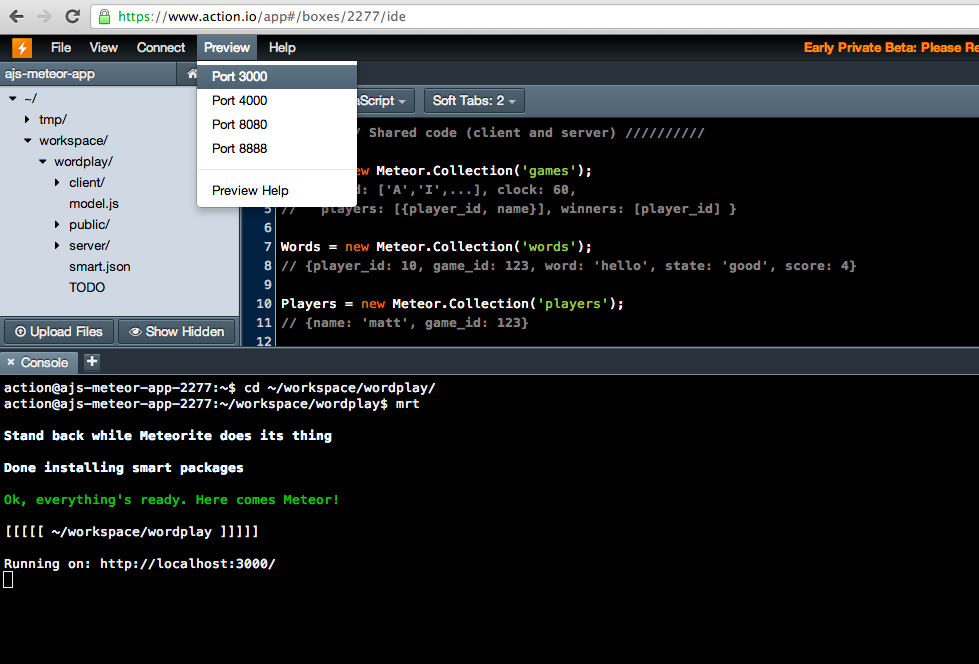 https://www.action.io/app#/boxes/2277/ide
File View Connect Preview Help
Early Private Beta: Please Re
ajs-meteor-app
Port 3000
Port 4000
Port 8080
Port 8888
Preview Help
~/
tmp/
workspace/
wordplay/
client/
model.js
public/
server/
smart.json
TODO
Upload Files
Show Hidden
aScript
Soft Tabs: 2
/ Shared code (client and server) //////////
ew Meteor.Collection('games');
d: ['A','I',...], clock: 60,
5 // players: [{player_id, name}], winners: [player_id] }
6
7 Words = new Meteor.Collection('words');
8 // {player_id: 10, game_id: 123, word: 'hello', state: 'good', score: 4}
9
10 Players = new Meteor.Collection('players');
11 // {name: 'matt', game_id: 123}
12
× Console +
action@ajs-meteor-app-2277:~$ cd ~/workspace/wordplay/
action@ajs-meteor-app-2277:~/workspace/wordplay$ mrt
Stand back while Meteorite does its thing
Done installing smart packages
Ok, everything's ready. Here comes Meteor!
[[[[[ ~/workspace/wordplay ]]]]]
Running on: http://localhost:3000/